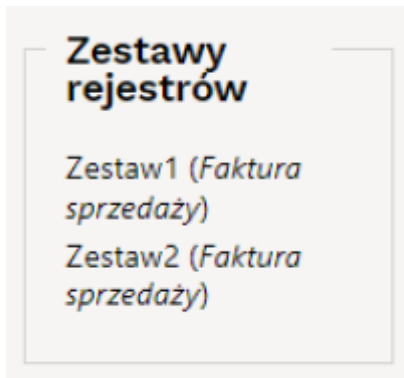 Zestawy
rejestrów
Zestaw1 (Faktura
sprzedaży)
Zestaw2 (Faktura
sprzedaży)